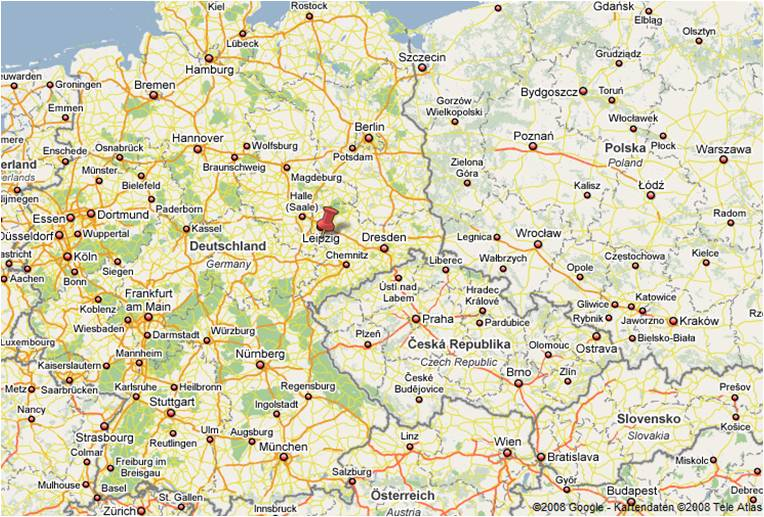 Kiel
Rostock
Gdańsk
Elbląg
Lübeck
Olsztyn
Hamburg
Szczecin
Grudziądz
Groningen
Bremen
Bydgoszcz
Toruń
Emmen
Gorzów
Wielkopolski
Włocławek
Berlin
Enschede
Osnabrück
Hannover
Wolfsburg
Potsdam
Poznań
Polska
Poland
Płock
Warszawa
Braunschweig
Zielona
Góra
Münster
Bielefeld
Magdeburg
Kalisz
Łódź
Nijmegen
Halle
(Saale)
Essen
Dortmund
Paderborn
Radom
Düsseldorf
Wuppertal
Kassel
Leipzig
Deutschland
Germany
Dresden
Legnica
Wrocław
Köln
Chemnitz
Liberec
Wałbrzych
Częstochowa
Kielce
Siegen
Aachen
Bonn
Opole
Ústí nad
Labem
Hradec
Králové
Frankfurt
am Main
Koblenz
Gliwice
Katowice
Wiesbaden
Praha
Pardubice
Rybnik
Jaworzno
Kraków
Darmstadt
Würzburg
Plzeň
Česká Republika
Czech Republic
Bielsko-Biała
Luxembourg
Ostrava
Mannheim
Nürnberg
Olomouc
Kaiserslautern
Brno
Zlín
České
Budějovice
Metz
Saarbrücken
Karlsruhe
Heilbronn
Regensburg
Prešov
Stuttgart
Ingolstadt
Nancy
Slovensko
Slovakia
Košice
Strasbourg
Reutlingen
Ulm
Augsburg
München
Linz
Wien
Bratislava
Colmar
Freiburg im
Breisgau
Salzburg
Miskolc
Mulhouse
Basel
Zürich
St. Gallen
Innsbruck
Österreich
Austria
Győr
Budapest
©2008 Google - Kartendaten ©2008 Tele Atlas